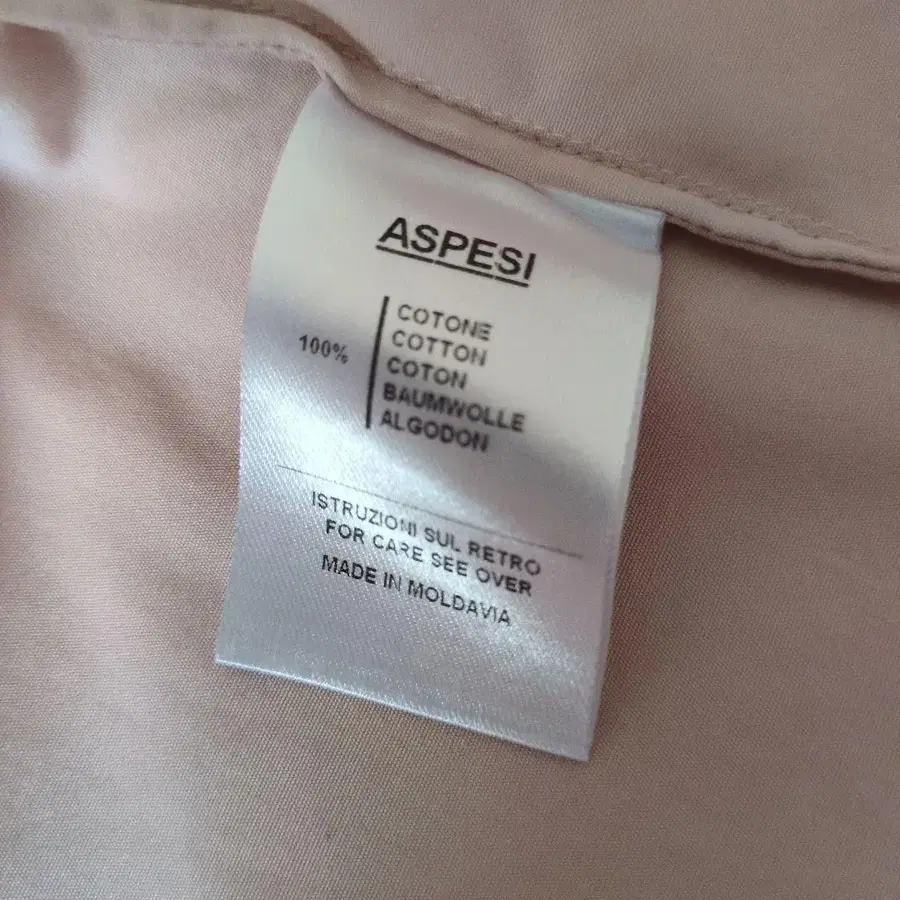 ASPESI
100%
COTONE
COTTON
COTON
BAUMWOLLE
ALGODON
ISTRUZIONI SUL RETRO
FOR CARE SEE OVER
MADE IN MOLDAVIA